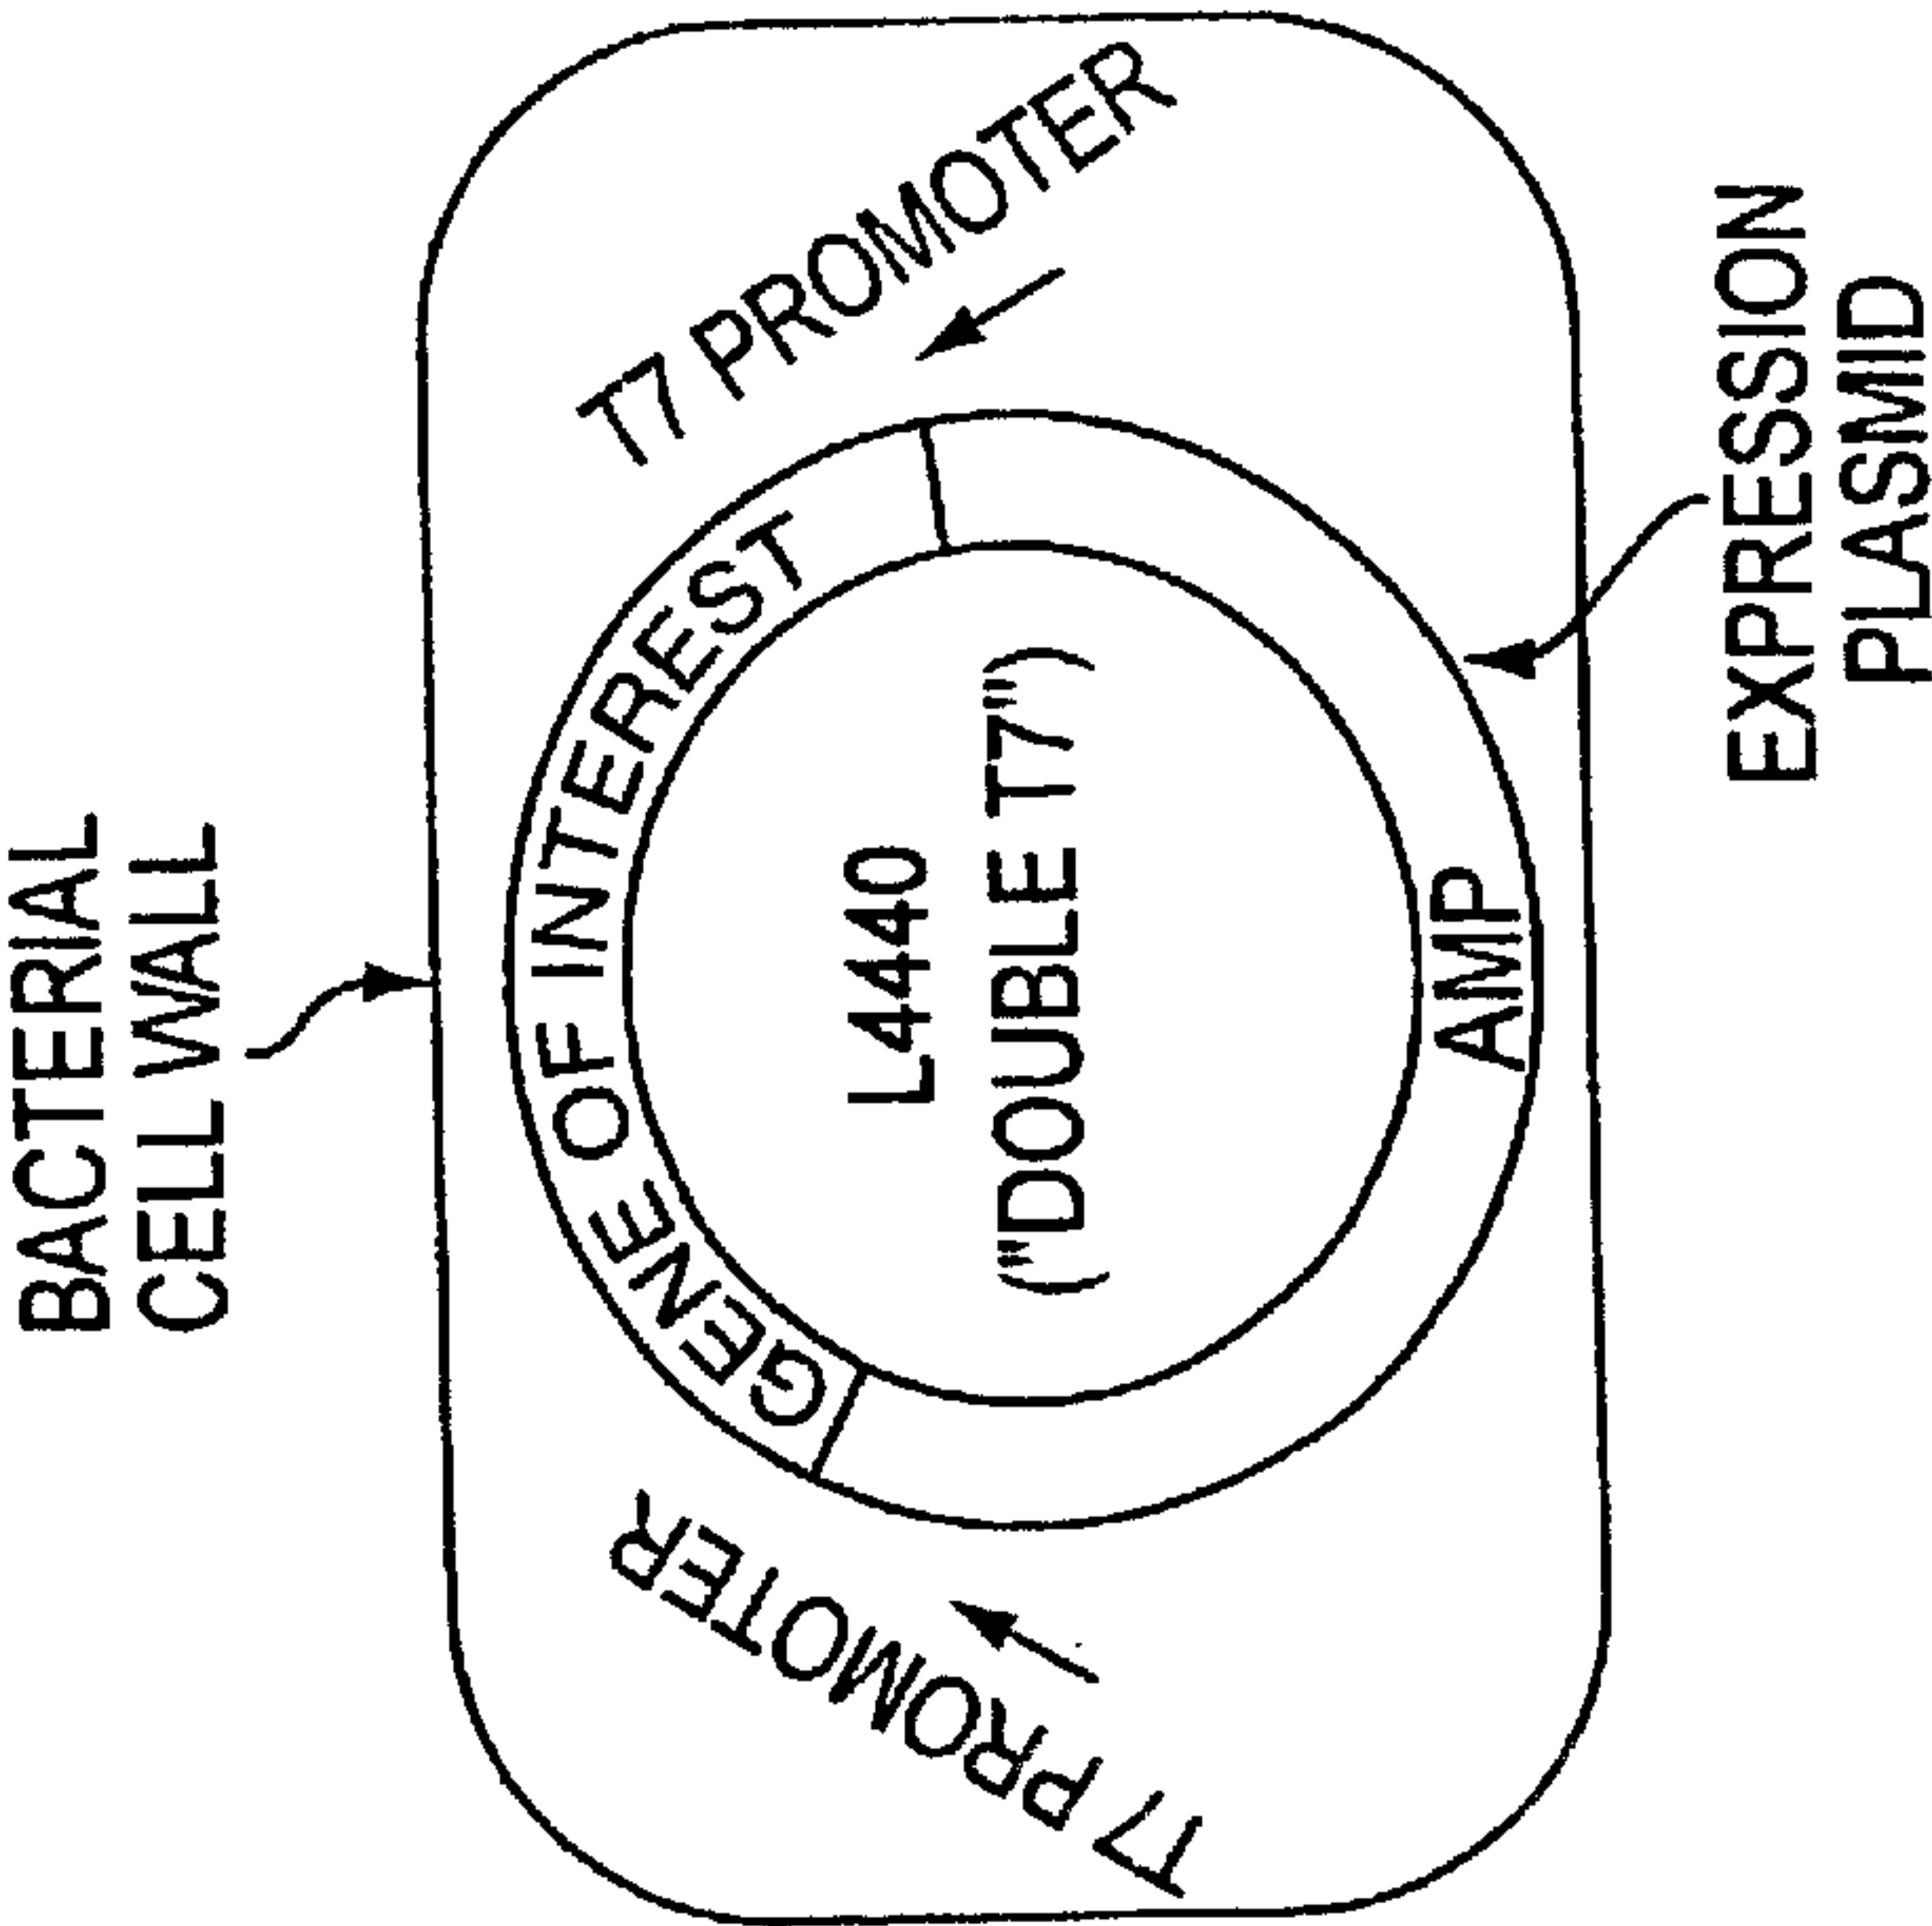 BACTERIAL
CELL WALL
T7 PROMOTER
T7 PROMOTER
GENE OF INTEREST
L4440
("DOUBLE T7")
AMP
EXPRESSION
PLASMID